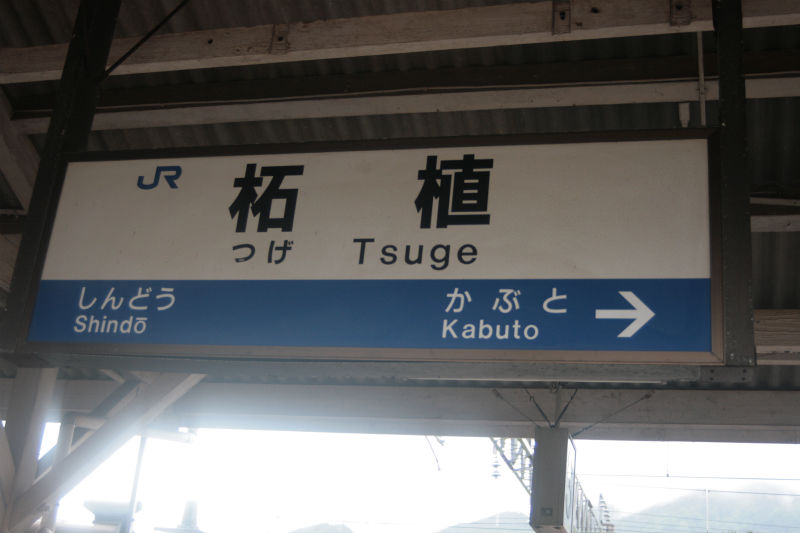 JR 柘植
つげ Tsuge
しんどう かぶと →
Shindō Kabuto